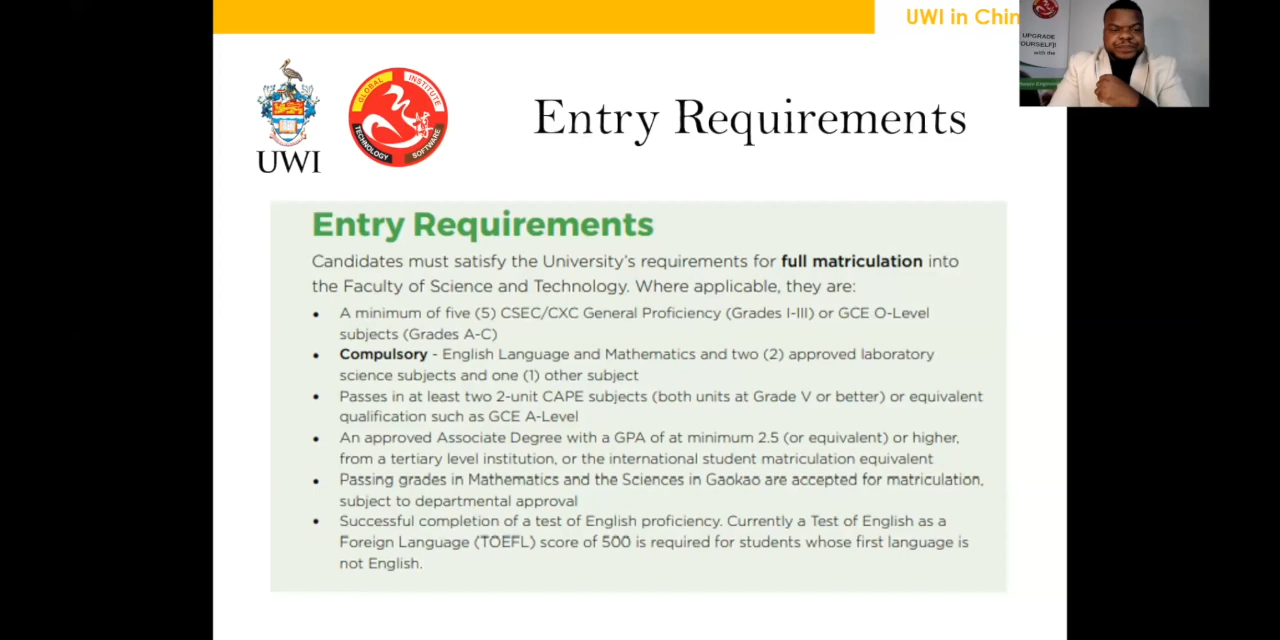 UWI in Chin
UPGRADE
YOURSELF!
with the
GLOBAL INSTITUTE
TECHNOLOGY SOFTWARE
UWI
Entry Requirements
Entry Requirements
Candidates must satisfy the University's requirements for full matriculation into
the Faculty of Science and Technology. Where applicable, they are:
• A minimum of five (5) CSEC/CXC General Proficiency (Grades I-III) or GCE O-Level
subjects (Grades A-C)
• Compulsory - English Language and Mathematics and two (2) approved laboratory
science subjects and one (1) other subject
• Passes in at least two 2-unit CAPE subjects (both units at Grade V or better) or equivalent
qualification such as GCE A-Level
• An approved Associate Degree with a GPA of at minimum 2.5 (or equivalent) or higher,
from a tertiary level institution, or the international student matriculation equivalent
• Passing grades in Mathematics and the Sciences in Gaokao are accepted for matriculation,
subject to departmental approval
• Successful completion of a test of English proficiency. Currently a Test of English as a
Foreign Language (TOEFL) score of 500 is required for students whose first language is
not English.